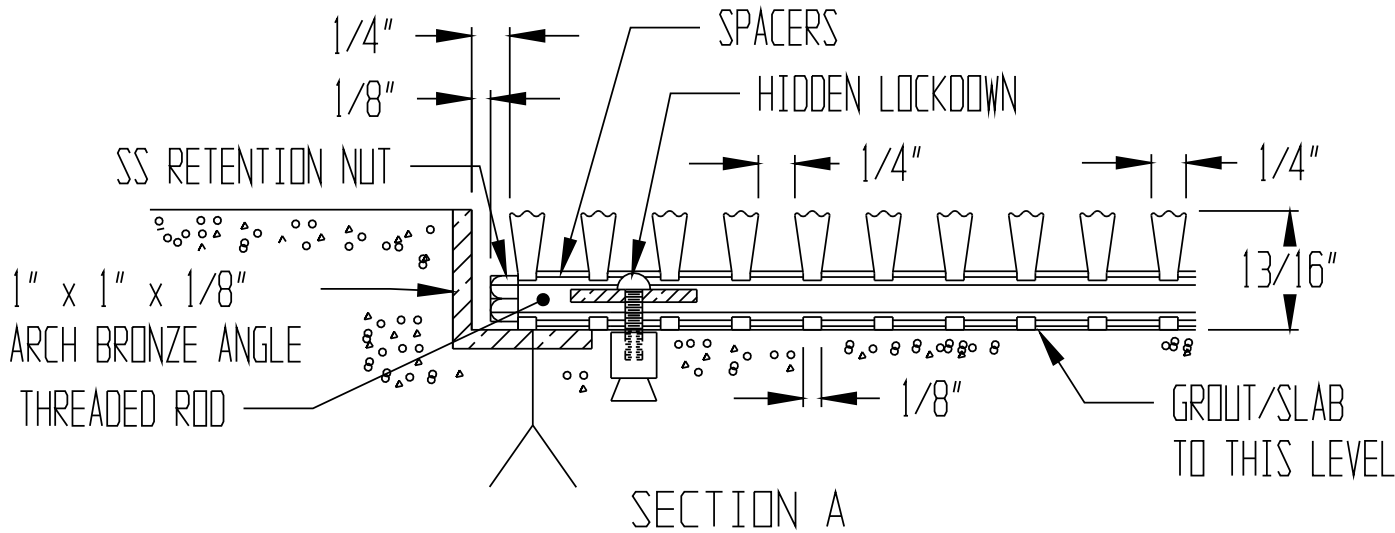 1/4"
SPACERS
1/8"
HIDDEN LOCKDOWN
SS RETENTION NUT
1/4"
1/4"
13/16"
1" x 1" x 1/8"
ARCH BRONZE ANGLE
THREADED ROD
1/8"
GROUT/SLAB
TO THIS LEVEL
SECTION A